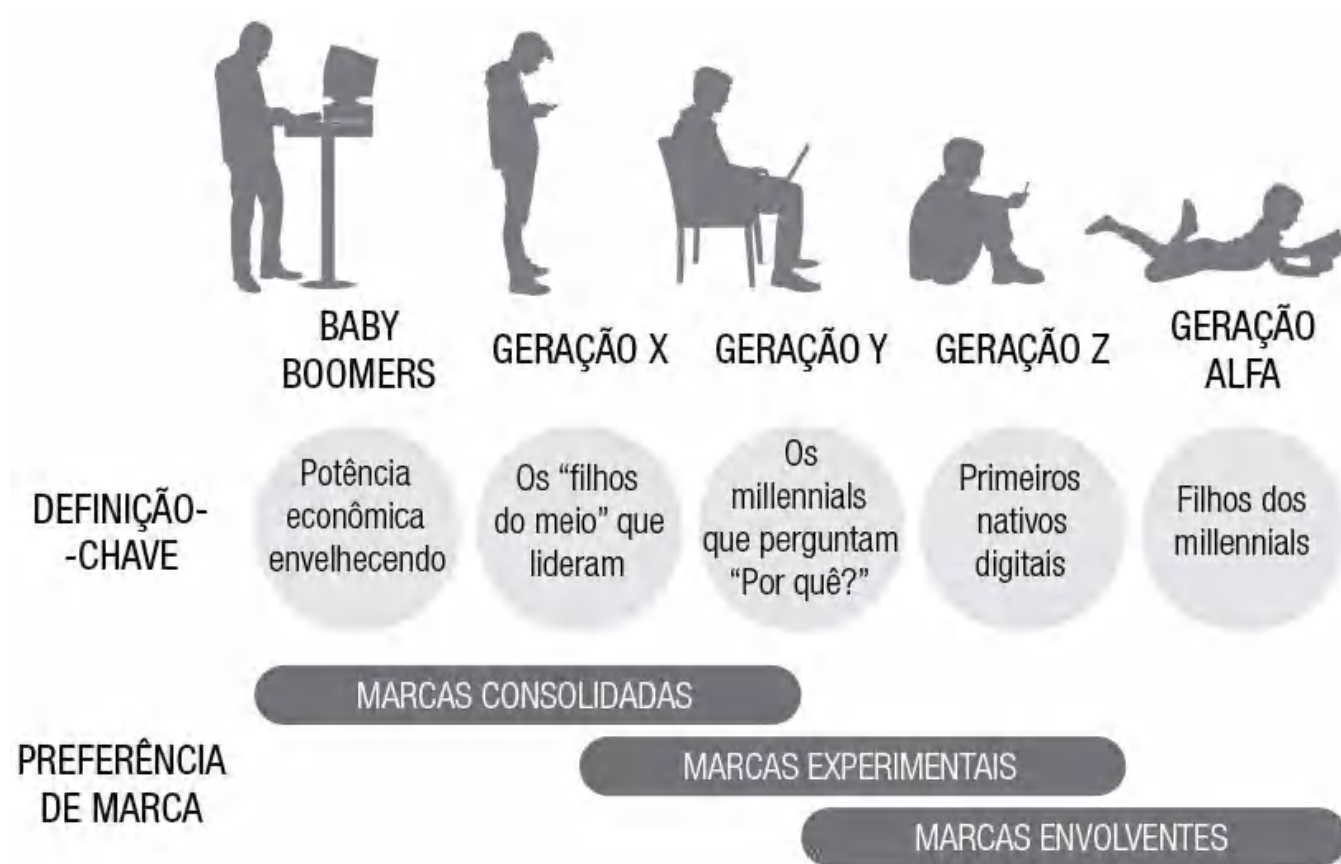 BABY
BOOMERS
GERAÇÃO X
GERAÇÃO Y
GERAÇÃO Z
GERAÇÃO
ALFA
DEFINIÇÃO-
-CHAVE
Potência
econômica
envelhecendo
Os “filhos
do meio” que
lideram
Os
millennials
que perguntam
“Por quê?”
Primeiros
nativos
digitais
Filhos dos
millennials
PREFERÊNCIA
DE MARCA
MARCAS CONSOLIDADAS
MARCAS EXPERIMENTAIS
MARCAS ENVOLVENTES